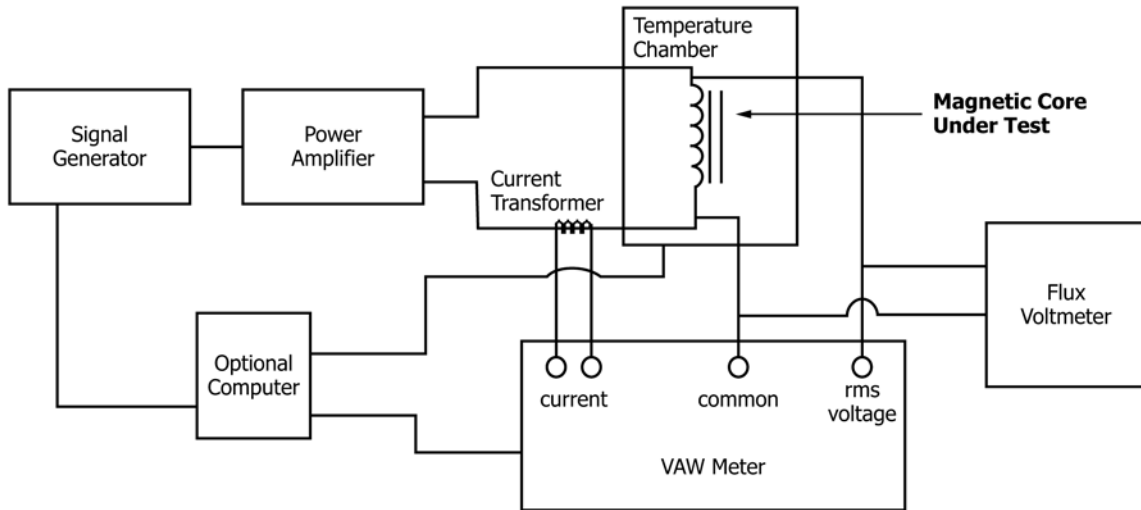 Temperature
Chamber
Signal
Generator
Power
Amplifier
Magnetic Core
Under Test
Current
Transformer
Flux
Voltmeter
Optional
Computer
current
common
rms
voltage
VAW Meter